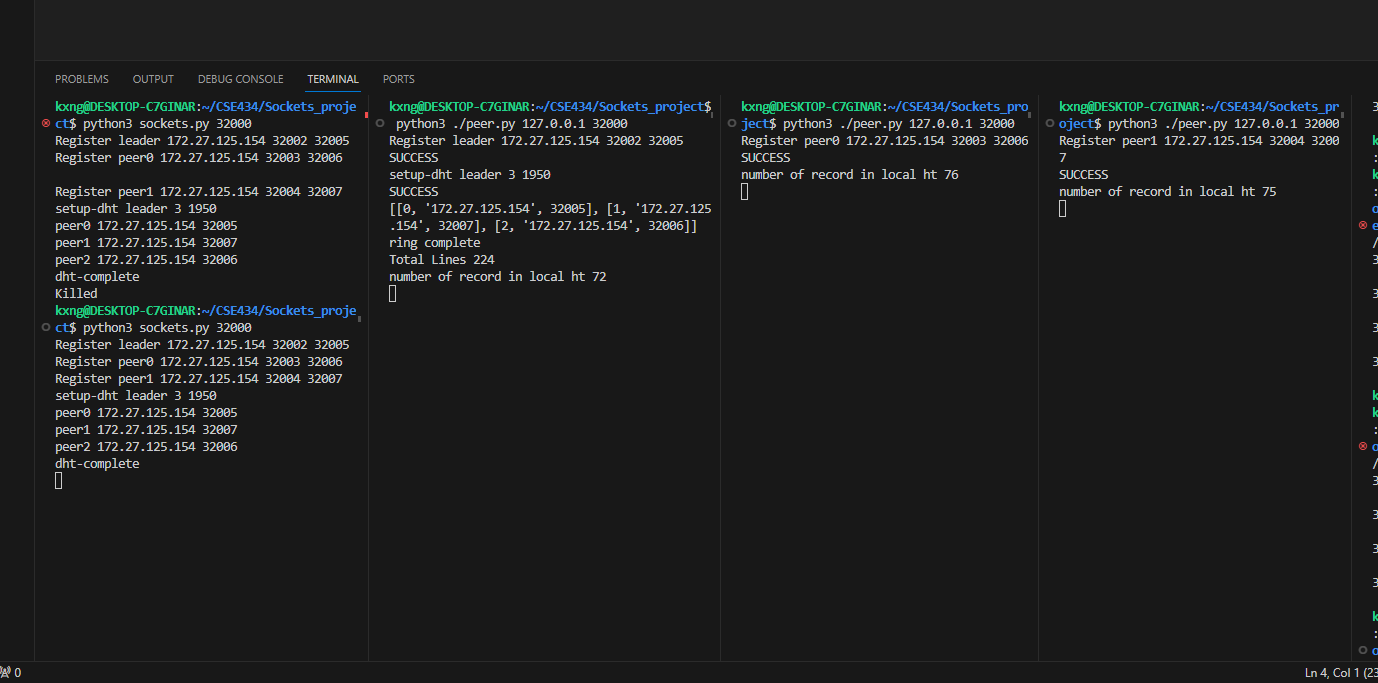 PROBLEMS OUTPUT DEBUG CONSOLE TERMINAL PORTS
kxng@DESKTOP-C7GINAR:~/CSE434/Sockets_proje
ct$ python3 sockets.py 32000
Register leader 172.27.125.154 32002 32005
Register peer0 172.27.125.154 32003 32006
Register peer1 172.27.125.154 32004 32007
setup-dht leader 3 1950
peer0 172.27.125.154 32005
peer1 172.27.125.154 32007
peer2 172.27.125.154 32006
dht-complete
Killed
kxng@DESKTOP-C7GINAR:~/CSE434/Sockets_proje
ct$ python3 sockets.py 32000
Register leader 172.27.125.154 32002 32005
Register peer0 172.27.125.154 32003 32006
Register peer1 172.27.125.154 32004 32007
setup-dht leader 3 1950
peer0 172.27.125.154 32005
peer1 172.27.125.154 32007
peer2 172.27.125.154 32006
dht-complete
kxng@DESKTOP-C7GINAR:~/CSE434/Sockets_project$
python3 ./peer.py 127.0.0.1 32000
Register leader 172.27.125.154 32002 32005
SUCCESS
setup-dht leader 3 1950
SUCCESS
[[0, '172.27.125.154', 32005], [1, '172.27.125
.154', 32007], [2, '172.27.125.154', 32006]]
ring complete
Total Lines 224
number of record in local ht 72
kxng@DESKTOP-C7GINAR:~/CSE434/Sockets_pro
ject$ python3 ./peer.py 127.0.0.1 32000
Register peer0 172.27.125.154 32003 32006
SUCCESS
number of record in local ht 76
kxng@DESKTOP-C7GINAR:~/CSE434/Sockets_pr
oject$ python3 ./peer.py 127.0.0.1 32000
Register peer1 172.27.125.154 32004 3200
7
SUCCESS
number of record in local ht 75
0
Ln 4, Col 1